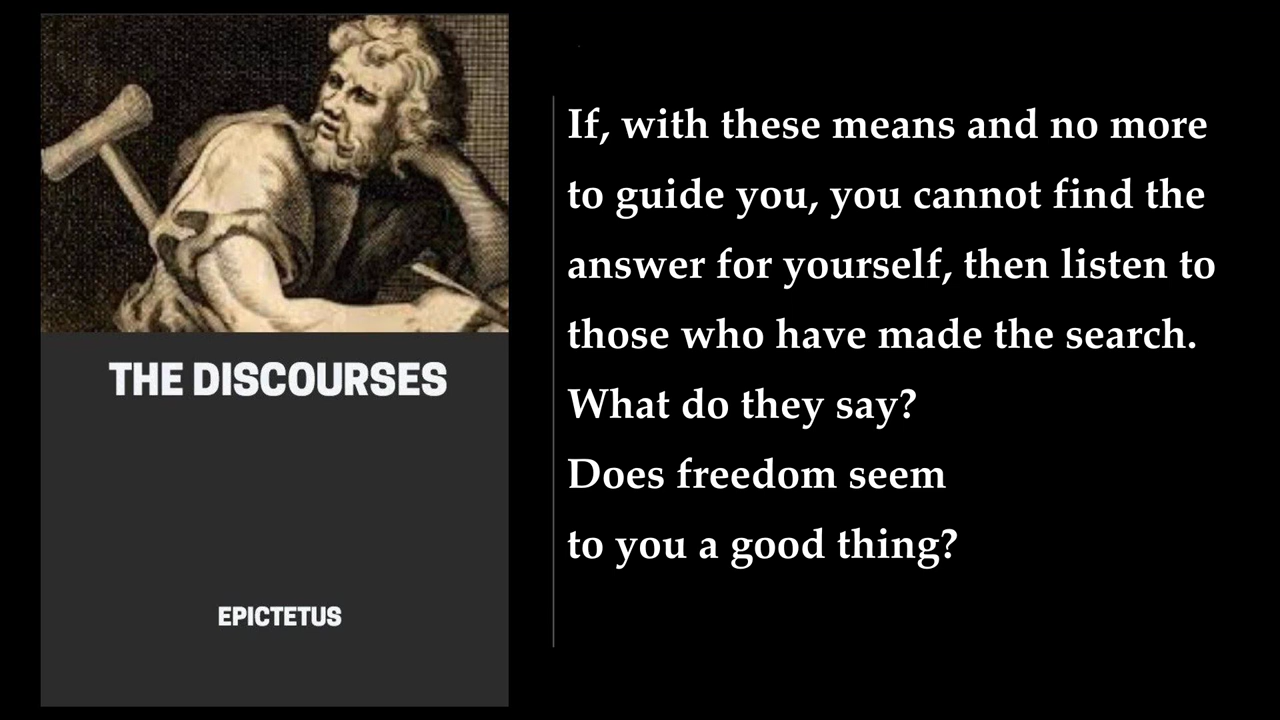 THE DISCOURSES
EPICTETUS
If, with these means and no more
to guide you, you cannot find the
answer for yourself, then listen to
those who have made the search.
What do they say?
Does freedom seem
to you a good thing?